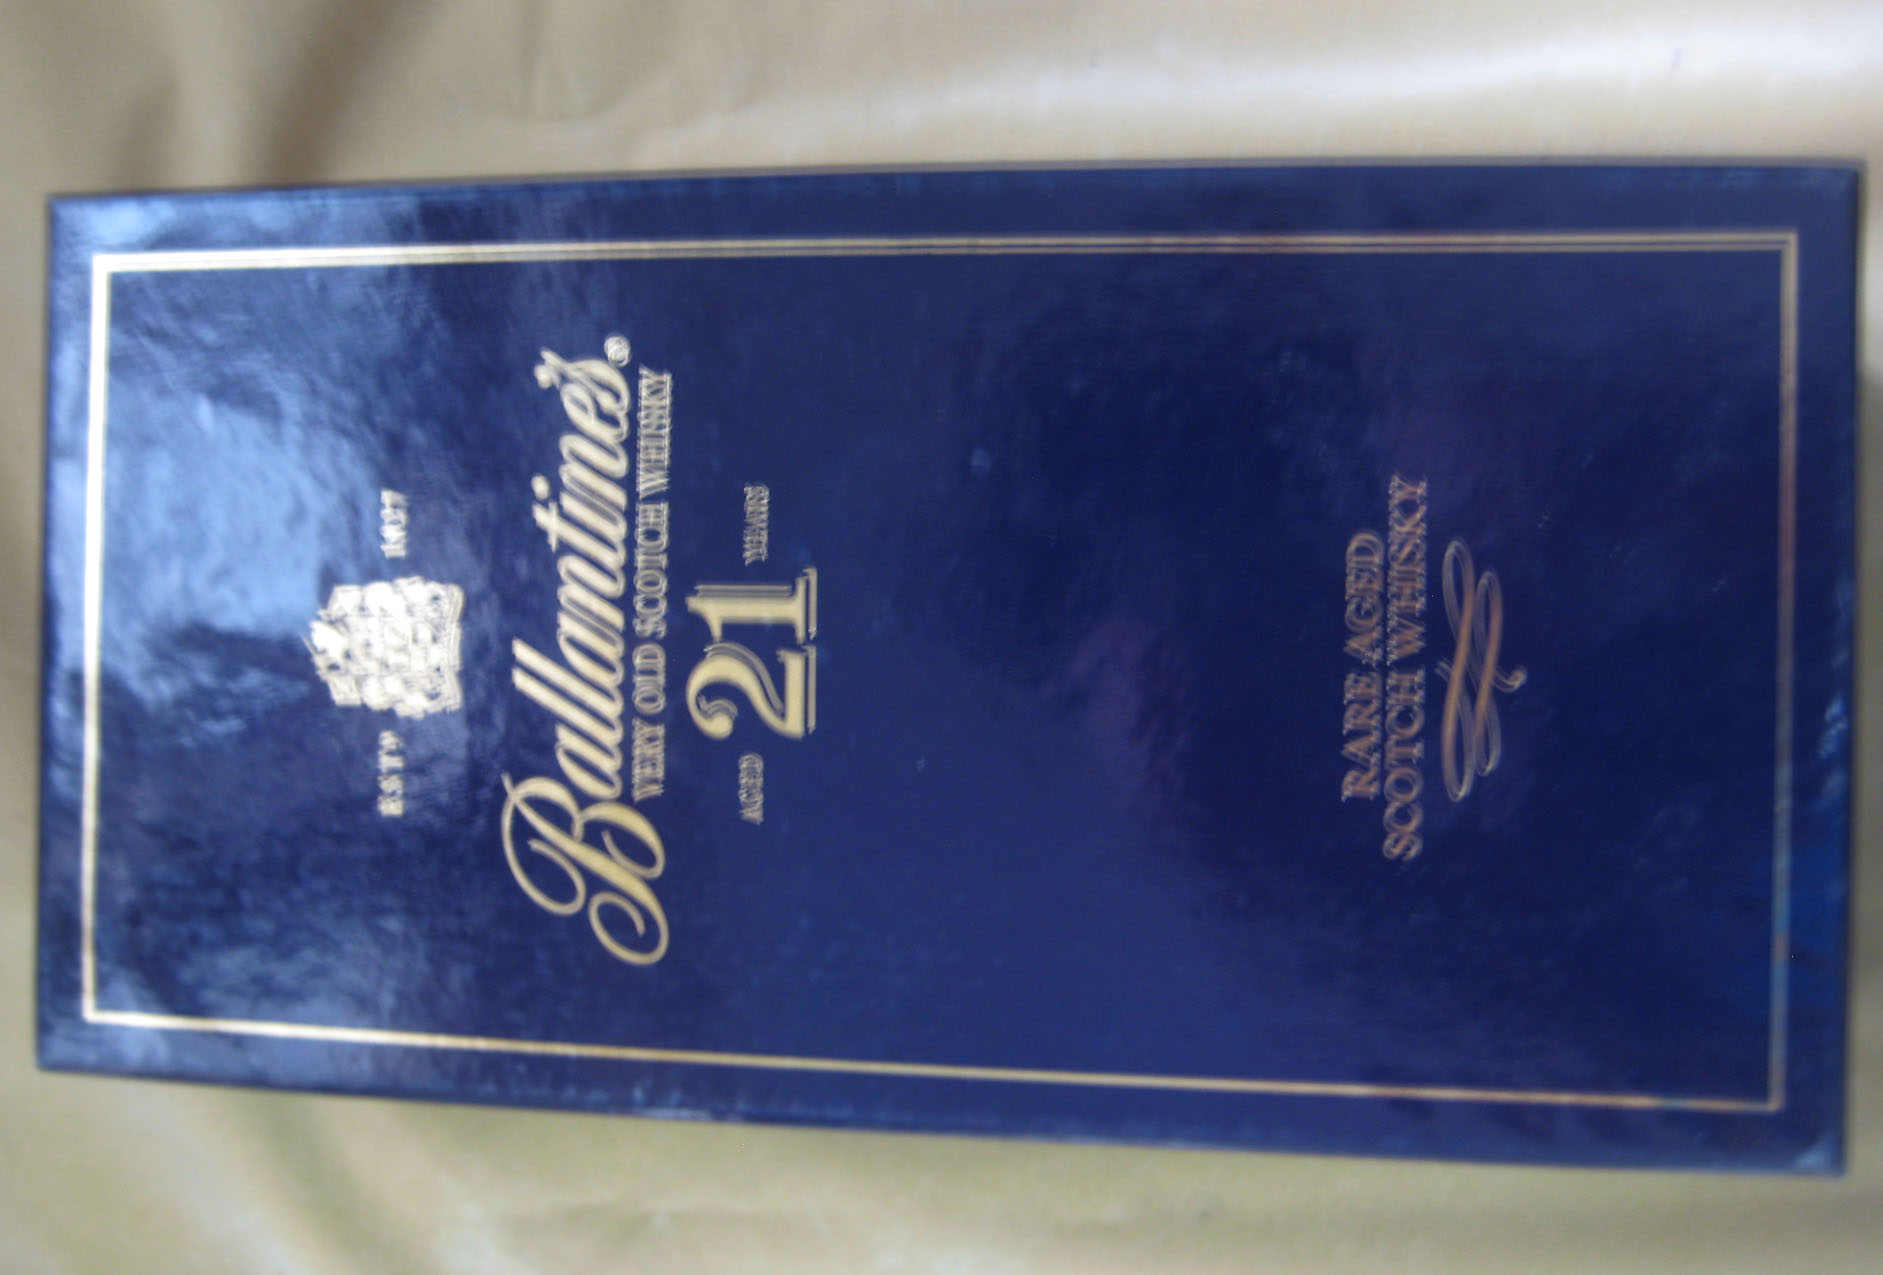 ESTD 1827
Ballantine's®
VERY OLD SCOTCH WHISKY
AGED 21 YEARS
RARE AGED
SCOTCH WHISKY